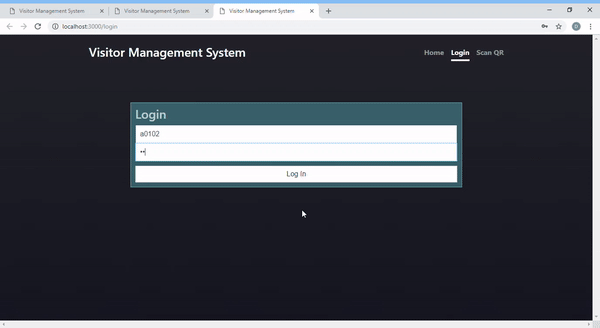 Visitor Management System
Visitor Management System
Visitor Management System
localhost:3000/login
Visitor Management System
Home Login Scan QR
Login
a0102
••
Log In